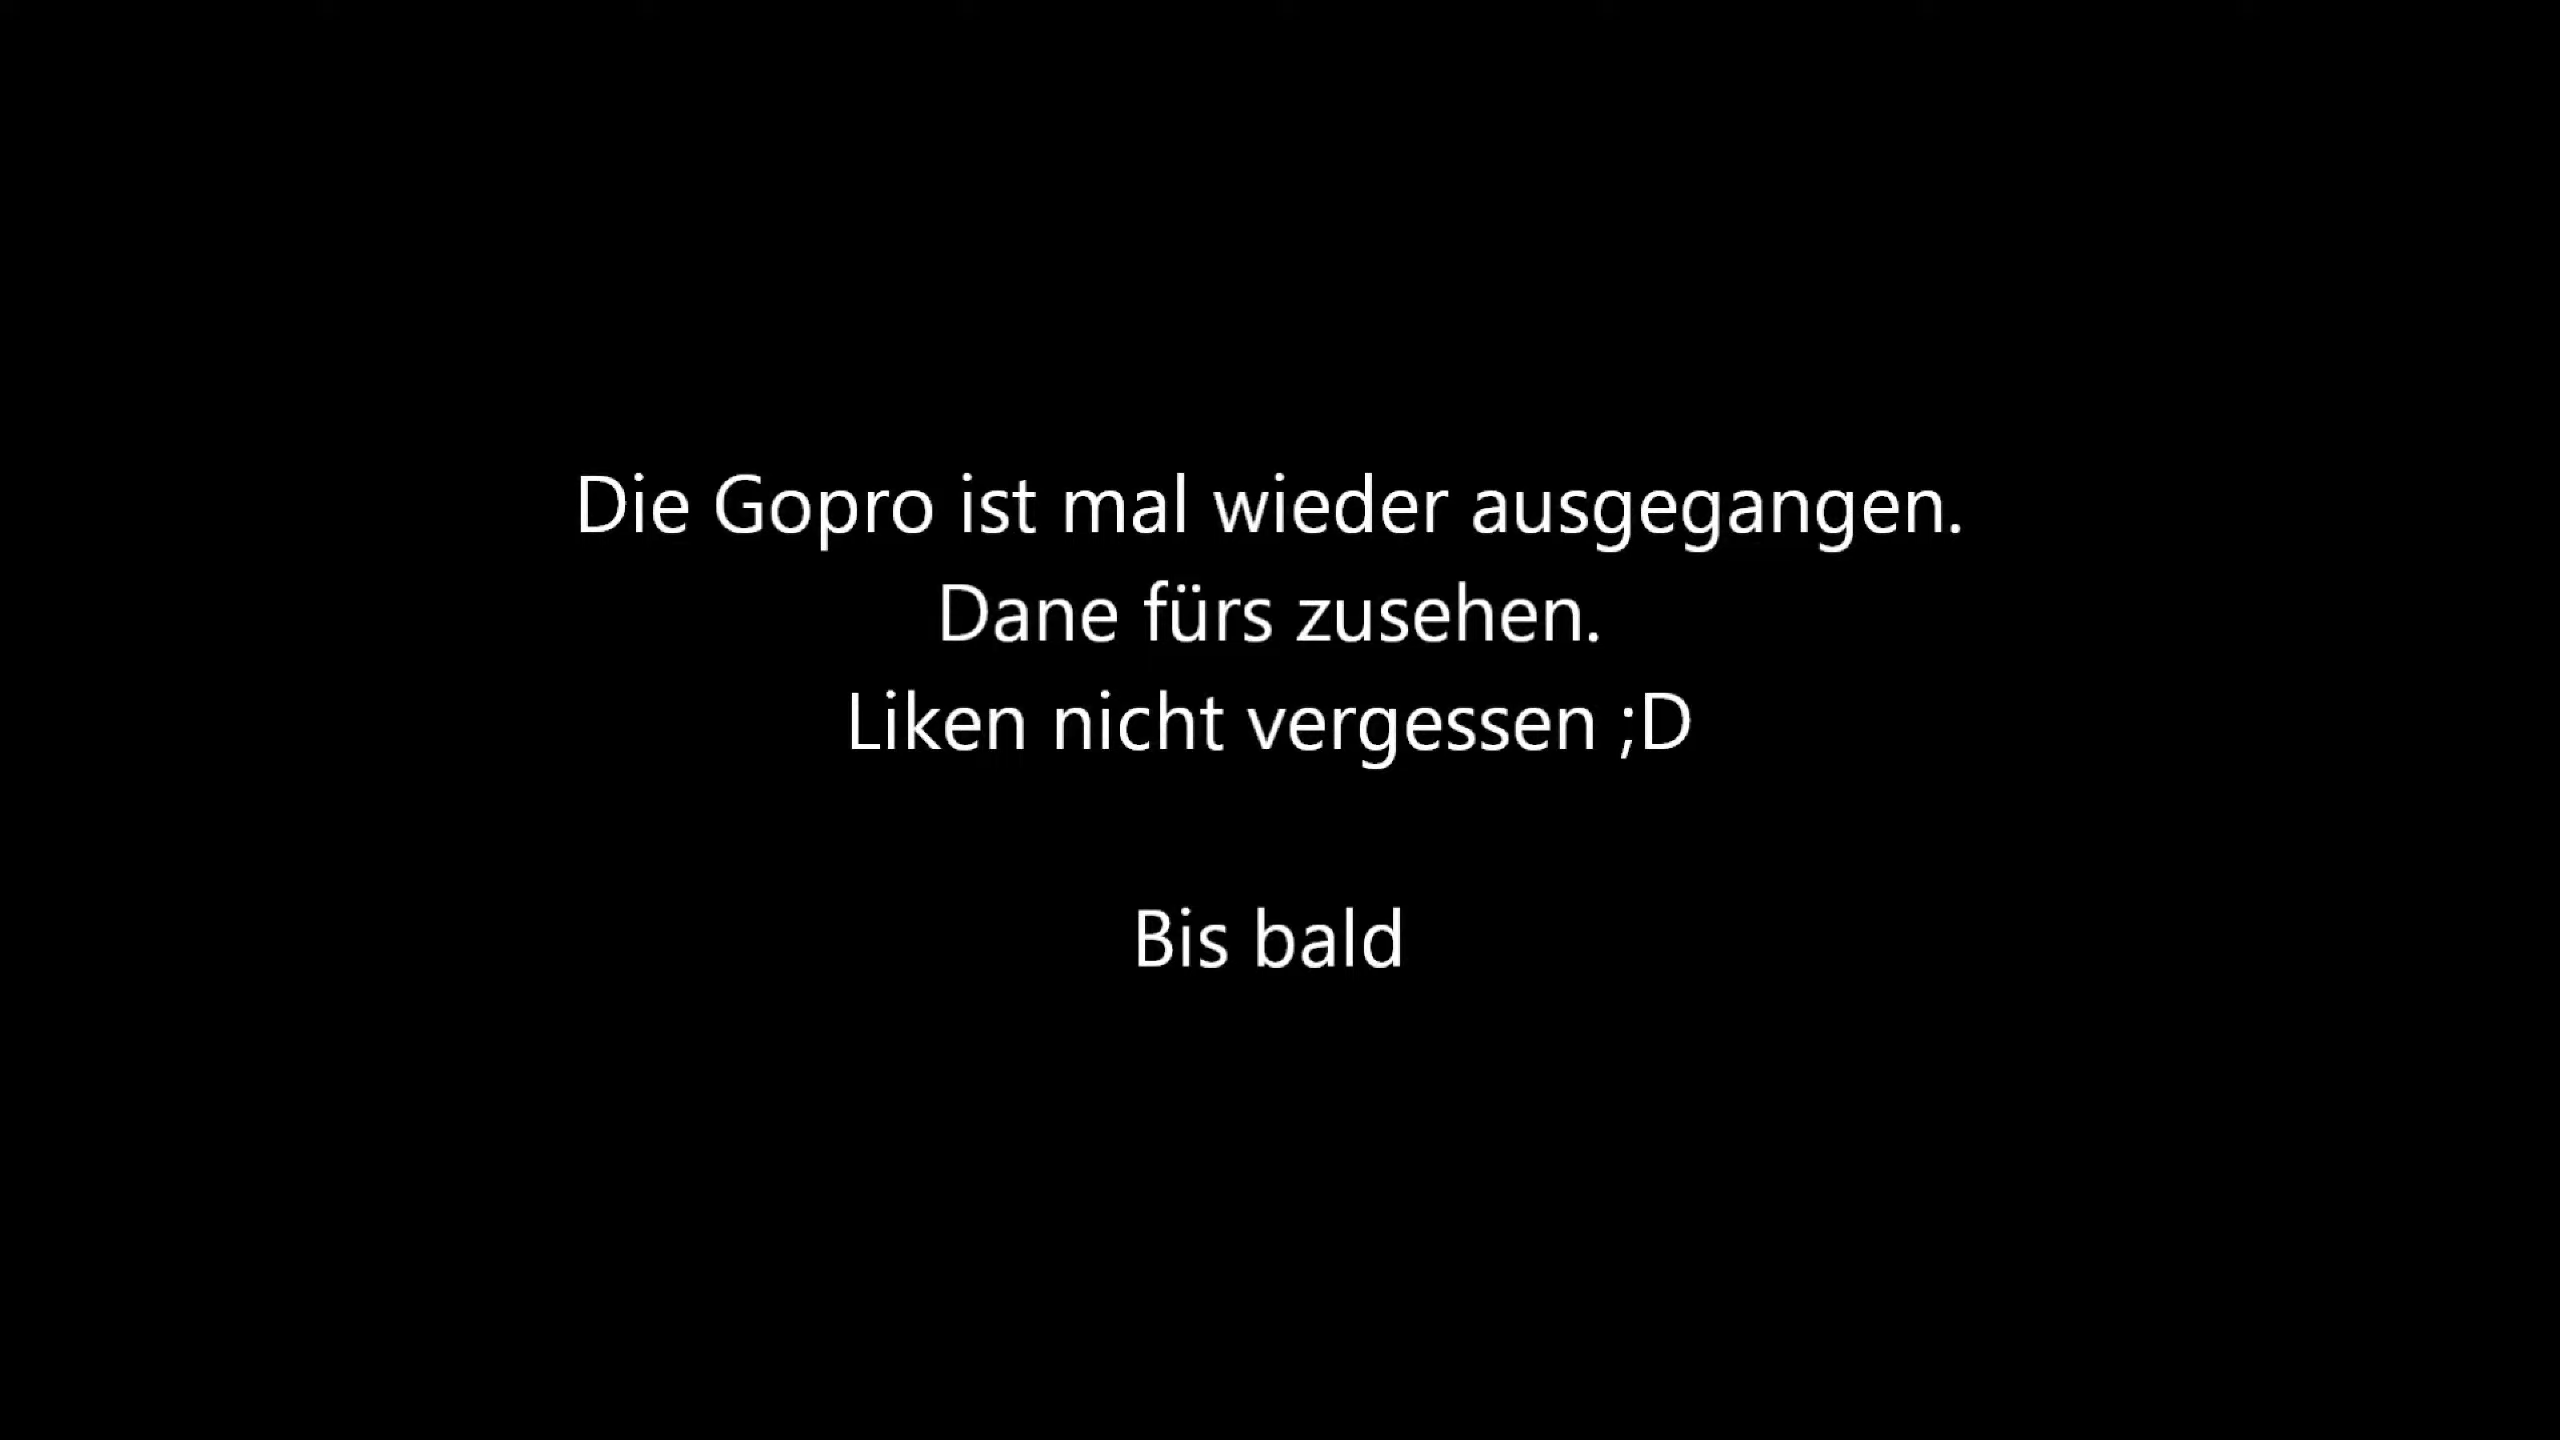 Die Gopro ist mal wieder ausgegangen.
Dane fürs zusehen.
Liken nicht vergessen ;D
Bis bald